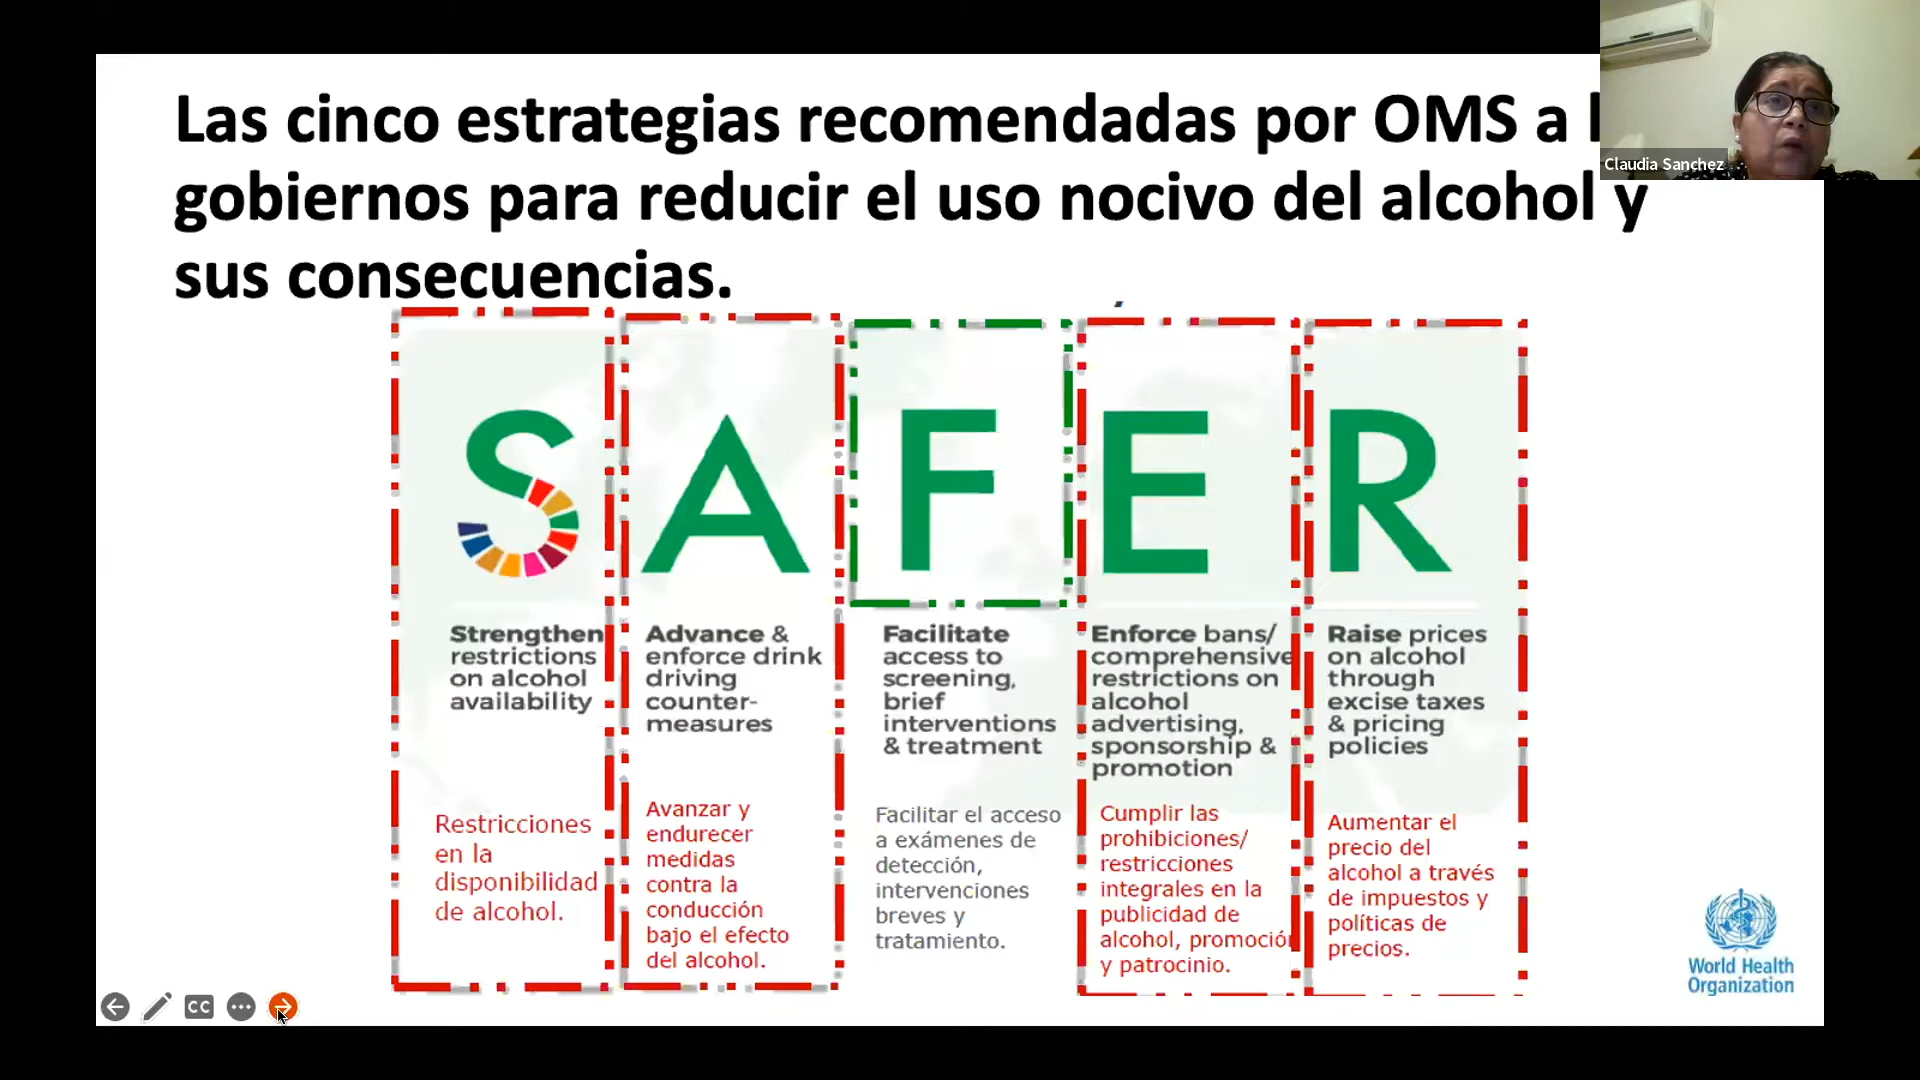 Las cinco estrategias recomendadas por OMS a
gobiernos para reducir el uso nocivo del alcohol y
sus consecuencias.
Claudia Sanchez
S A F E R
Strengthen
restrictions
on alcohol
availability
Advance &
enforce drink
driving
counter-
measures
Facilitate
access to
screening,
brief
interventions
& treatment
Enforce bans/
comprehensive
restrictions on
alcohol
advertising,
sponsorship &
promotion
Raise prices
on alcohol
through
excise taxes
& pricing
policies
Restricciones
en la
disponibilidad
de alcohol.
Avanzar y
endurecer
medidas
contra la
conducción
bajo el efecto
del alcohol.
Facilitar el acceso
a exámenes de
detección,
intervenciones
breves y
tratamiento.
Cumplir las
prohibiciones/
restricciones
integrales en la
publicidad de
alcohol, promoción
y patrocinio.
Aumentar el
precio del
alcohol a través
de impuestos y
políticas de
precios.
World Health
Organization
CC